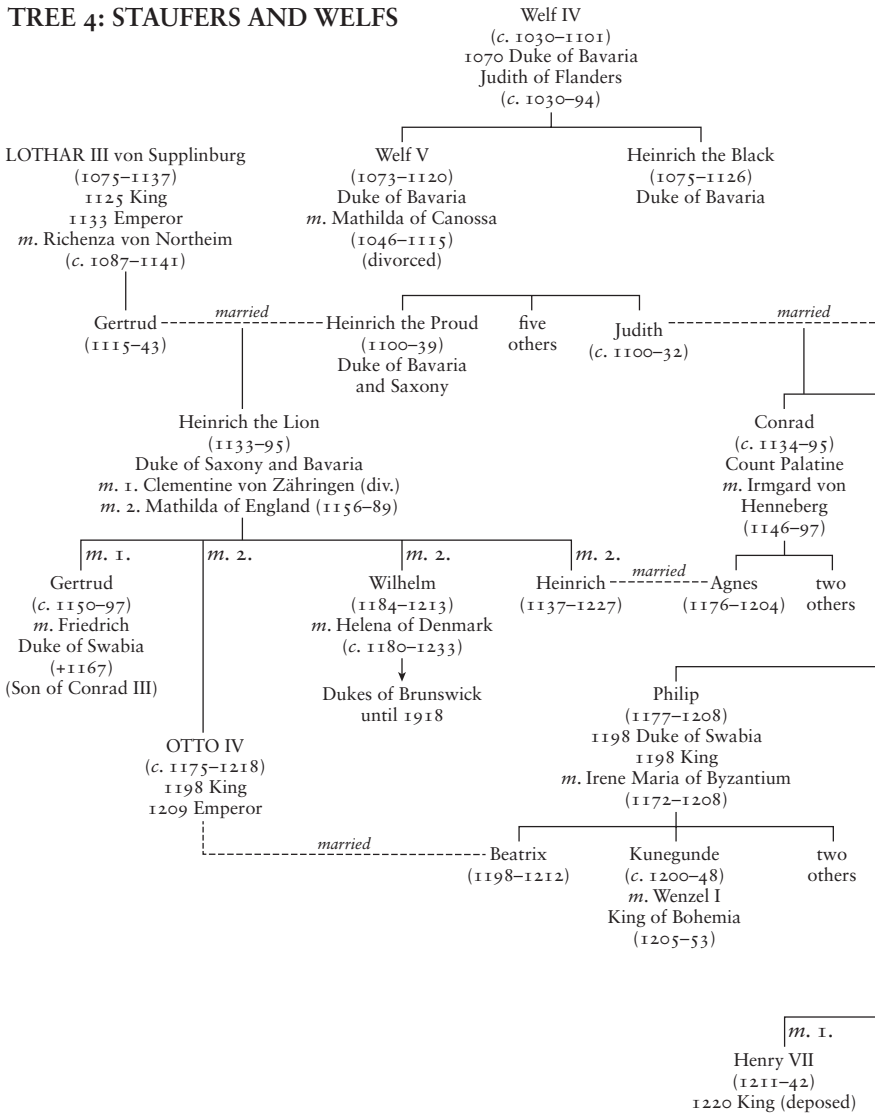 TREE 4: STAUFERS AND WELFS
Welf IV
(c. 1030–1101)
1070 Duke of Bavaria
Judith of Flanders
(c. 1030–94)
LOTHAR III von Supplinburg
(1075–1137)
1125 King
1133 Emperor
m. Richenza von Northeim
(c. 1087–1141)
Welf V
(1073–1120)
Duke of Bavaria
m. Mathilda of Canossa
(1046–1115)
(divorced)
Heinrich the Black
(1075–1126)
Duke of Bavaria
Gertrud
(1115–43)
married
Heinrich the Proud
(1100–39)
Duke of Bavaria
and Saxony
five
others
Judith
(c. 1100–32)
married
Heinrich the Lion
(1133–95)
Duke of Saxony and Bavaria
m. 1. Clementine von Zähringen (div.)
m. 2. Mathilda of England (1156–89)
Conrad
(c. 1134–95)
Count Palatine
m. Irmgard von
Henneberg
(1146–97)
m. 1.
Gertrud
(c. 1150–97)
m. Friedrich
Duke of Swabia
(+1167)
(Son of Conrad III)
m. 2.
m. 2.
Wilhelm
(1184–1213)
m. Helena of Denmark
(c. 1180–1233)
Dukes of Brunswick
until 1918
m. 2.
Heinrich
(1137–1227)
married
Agnes
(1176–1204)
two
others
OTTO IV
(c. 1175–1218)
1198 King
1209 Emperor
Philip
(1177–1208)
1198 Duke of Swabia
1198 King
m. Irene Maria of Byzantium
(1172–1208)
married
Beatrix
(1198–1212)
Kunegunde
(c. 1200–48)
m. Wenzel I
King of Bohemia
(1205–53)
two
others
m. 1.
Henry VII
(1211–42)
1220 King (deposed)